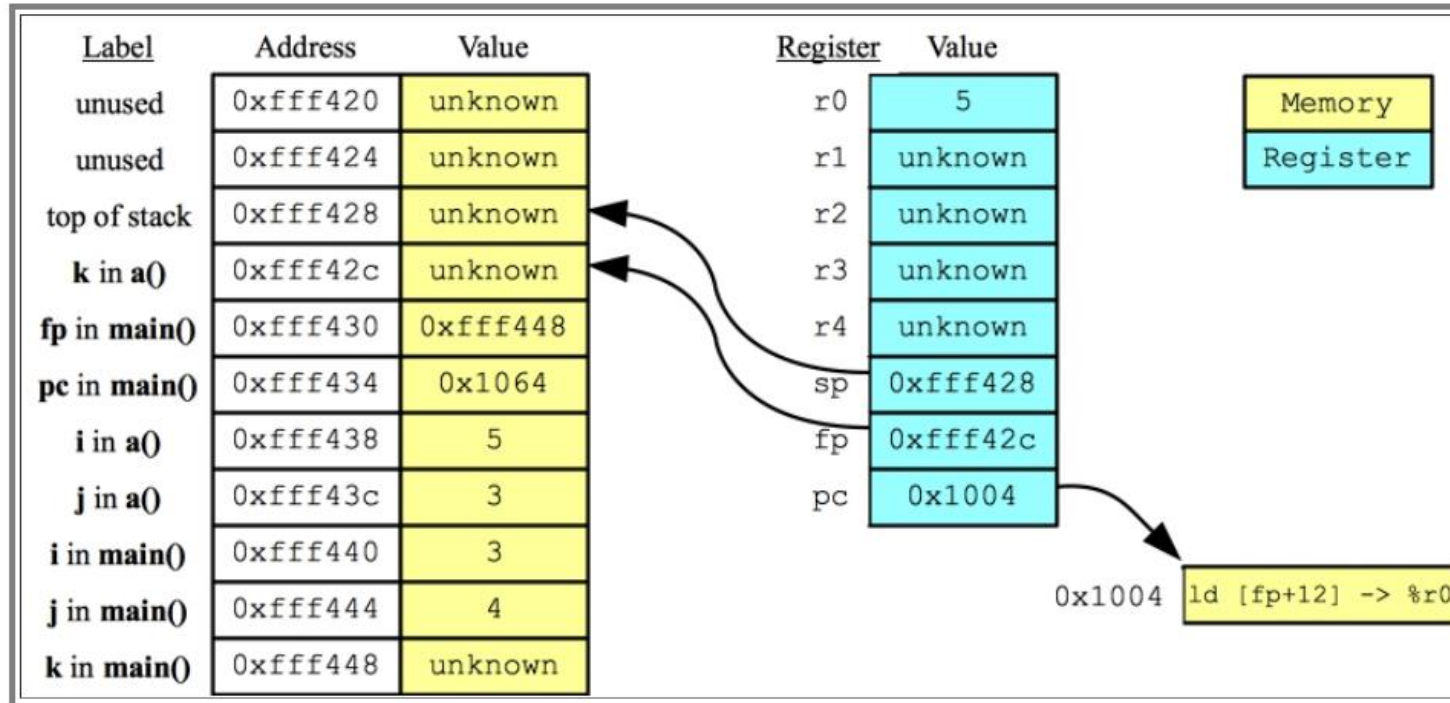 Label Address Value Register Value
unused 0xfff420 unknown r0 5 Memory
unused 0xfff424 unknown r1 unknown Register
top of stack 0xfff428 unknown r2 unknown
k in a() 0xfff42c unknown r3 unknown
fp in main() 0xfff430 0xfff448 r4 unknown
pc in main() 0xfff434 0x1064 sp 0xfff428
i in a() 0xfff438 5 fp 0xfff42c
j in a() 0xfff43c 3 pc 0x1004
i in main() 0xfff440 3
j in main() 0xfff444 4 0x1004 ld [fp+12] -> %r0
k in main() 0xfff448 unknown